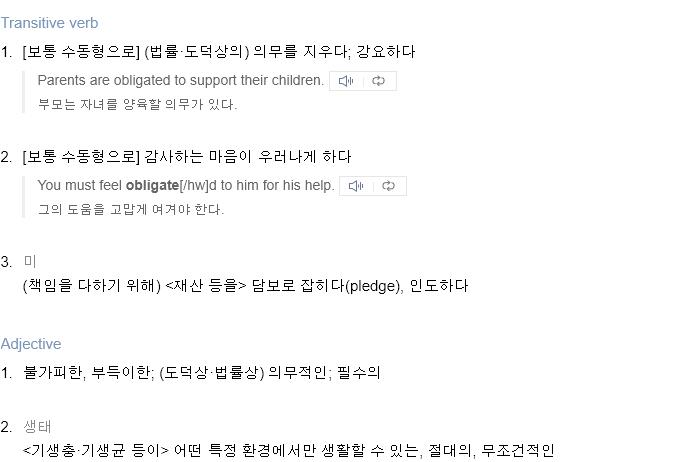 Transitive verb
1. [보통 수동형으로] (법률·도덕상의) 의무를 지우다; 강요하다
Parents are obligated to support their children.
부모는 자녀를 양육할 의무가 있다.
2. [보통 수동형으로] 감사하는 마음이 우러나게 하다
You must feel obligate[/hw]d to him for his help.
그의 도움을 고맙게 여겨야 한다.
3. 미
(책임을 다하기 위해) <재산 등을> 담보로 잡히다(pledge), 인도하다
Adjective
1. 불가피한, 부득이한; (도덕상·법률상) 의무적인; 필수의
2. 생태
<기생충·기생균 등이> 어떤 특정 환경에서만 생활할 수 있는, 절대의, 무조건적인